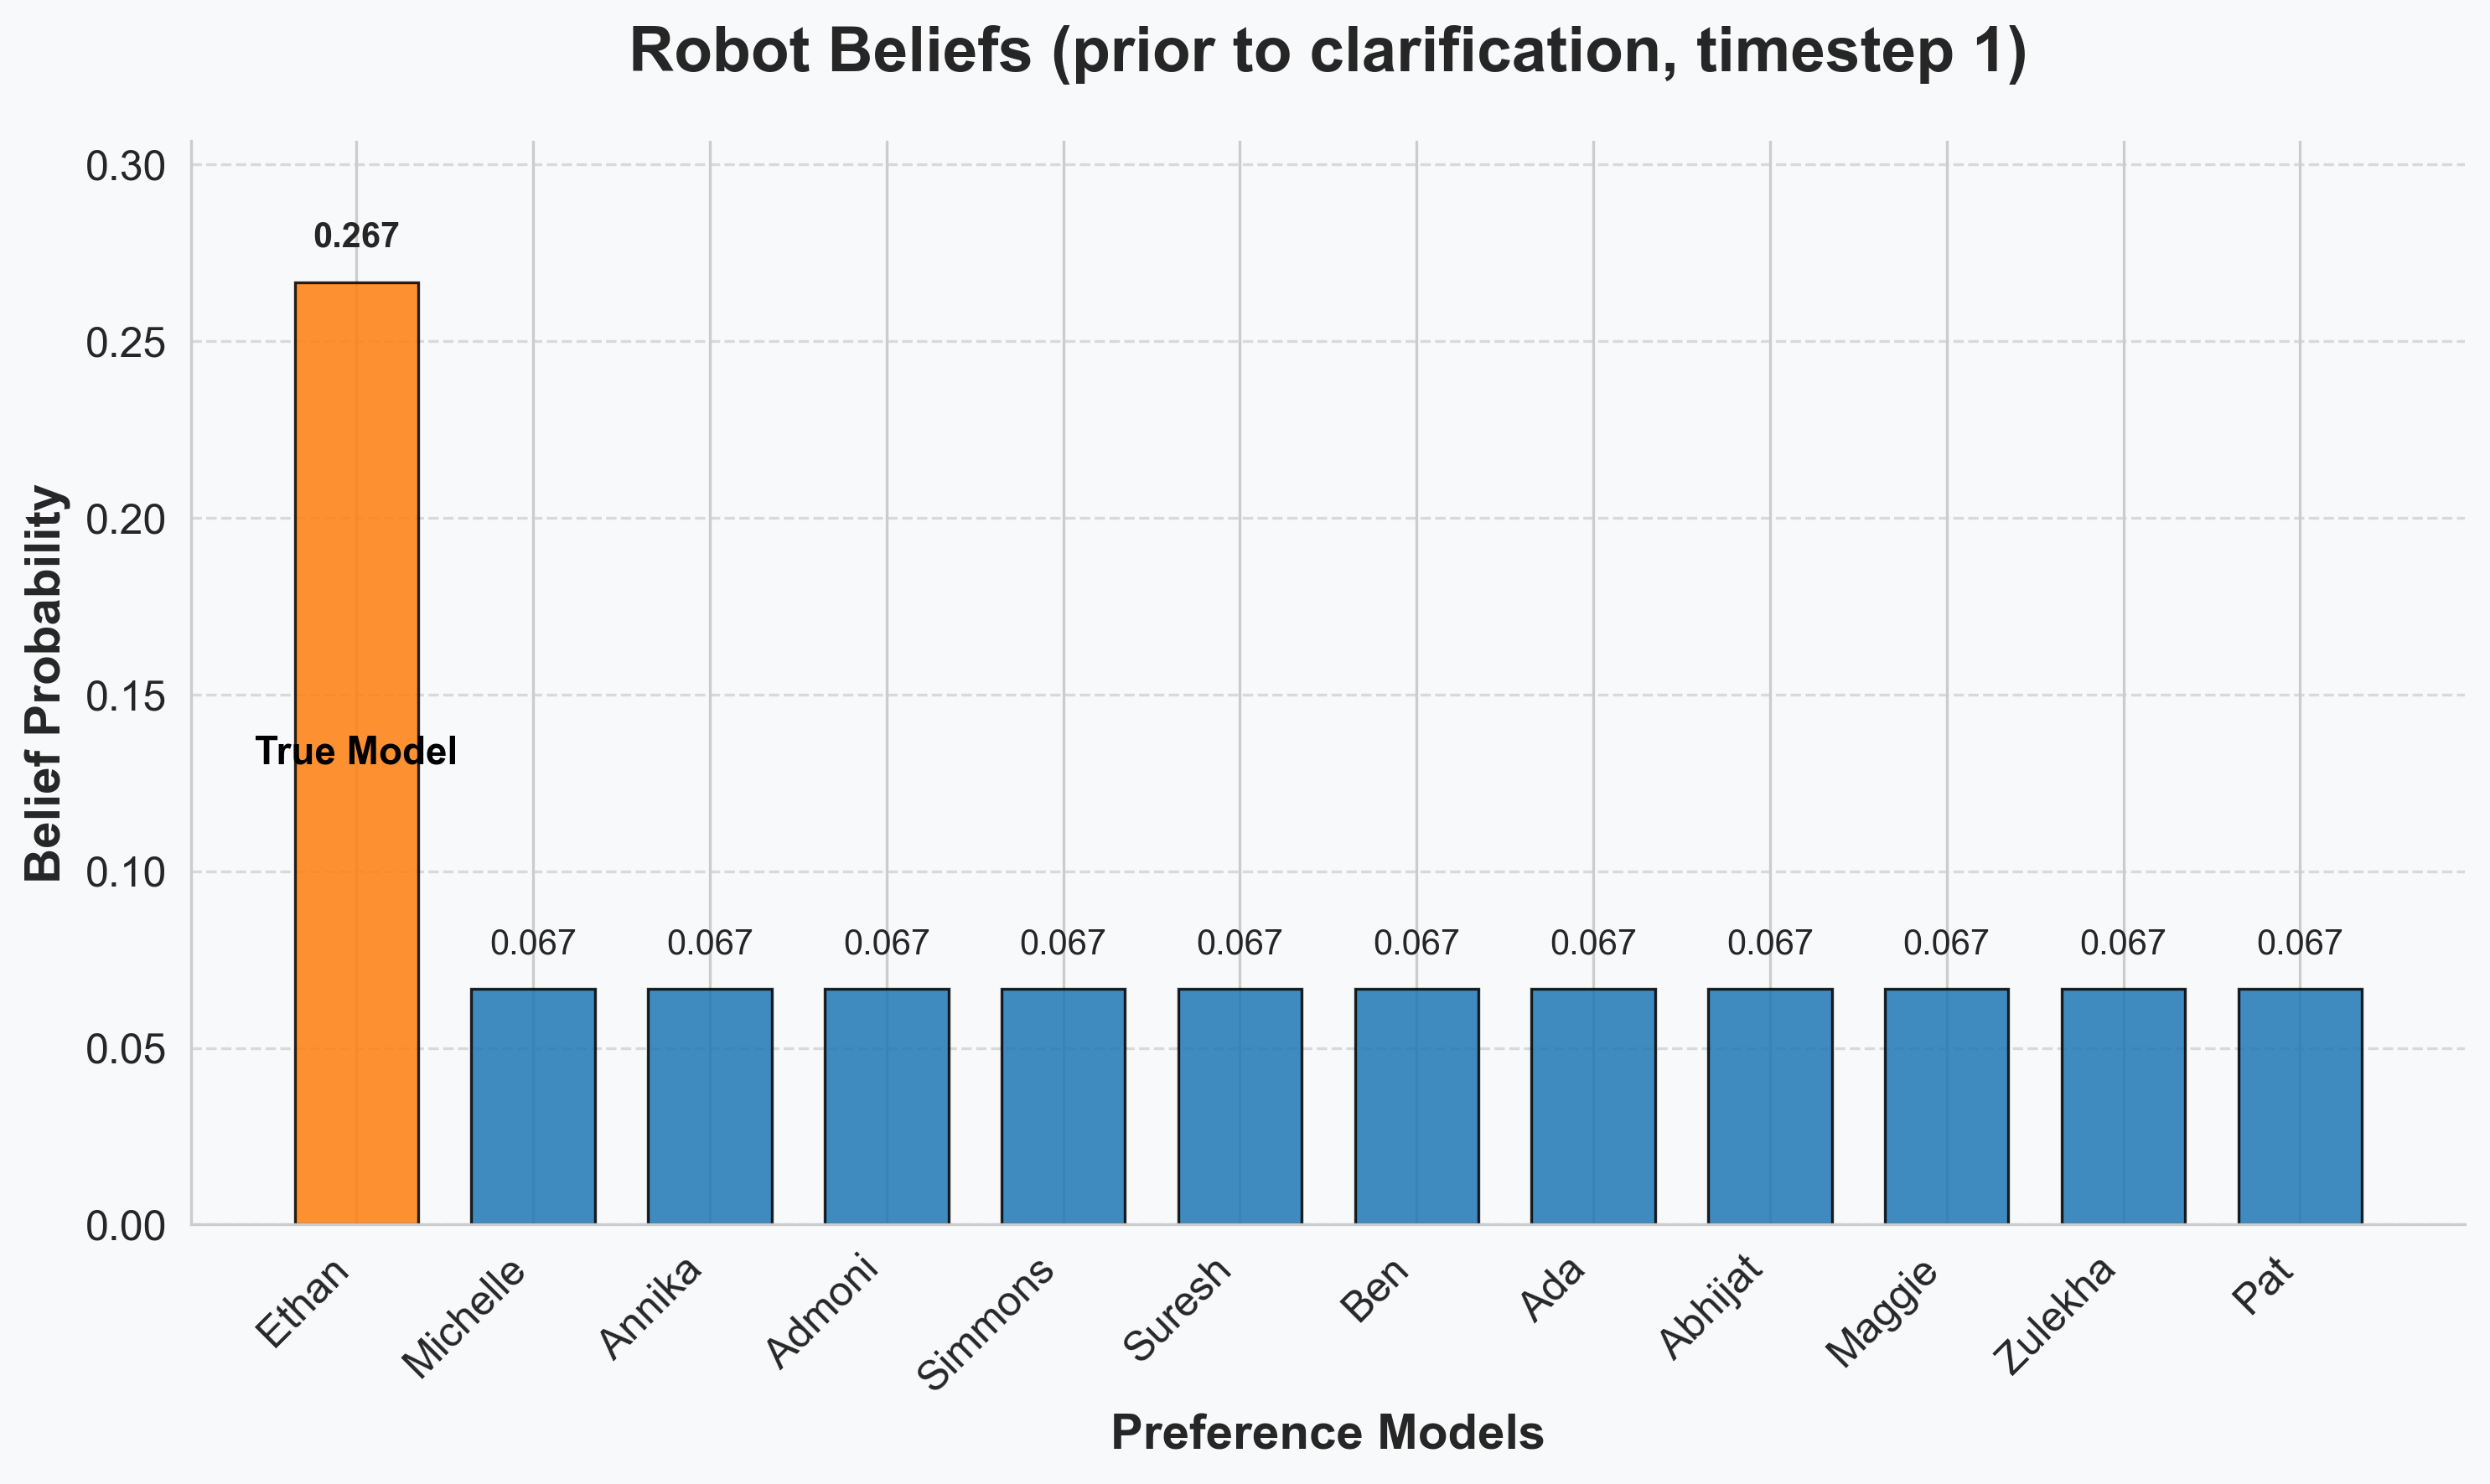 Robot Beliefs (prior to clarification, timestep 1)
Belief Probability
0.30
0.25
0.20
0.15
0.10
0.05
0.00
0.267
True Model
0.067
0.067
0.067
0.067
0.067
0.067
0.067
0.067
0.067
0.067
0.067
Ethan
Michelle
Annika
Admoni
Simmons
Suresh
Ben
Ada
Abhijat
Maggie
Zulekha
Pat
Preference Models